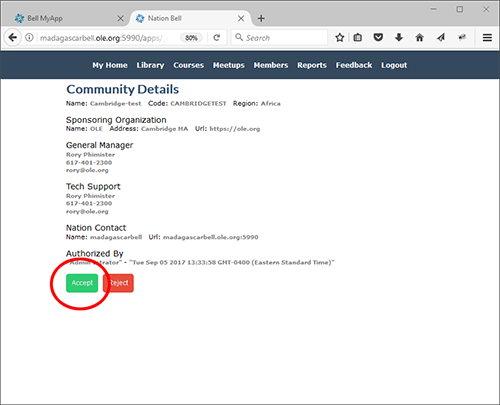 Bell MyApp
Nation Bell
madagascarbell.ole.org:5990/apps/
80%
Search
My Home Library Courses Meetups Members Reports Feedback Logout
Community Details
Name: Cambridge-test Code: CAMBRIDGETEST Region: Africa
Sponsoring Organization
Name: OLE Address: Cambridge MA Url: https://ole.org
General Manager
Rory Phimister
617-401-2300
rory@ole.org
Tech Support
Rory Phimister
617-401-2300
rory@ole.org
Nation Contact
Name: madagascarbell Url: madagascarbell.ole.org:5990
Authorized By
"Administrator" - "Tue Sep 05 2017 13:33:58 GMT-0400 (Eastern Standard Time)"
Accept Reject